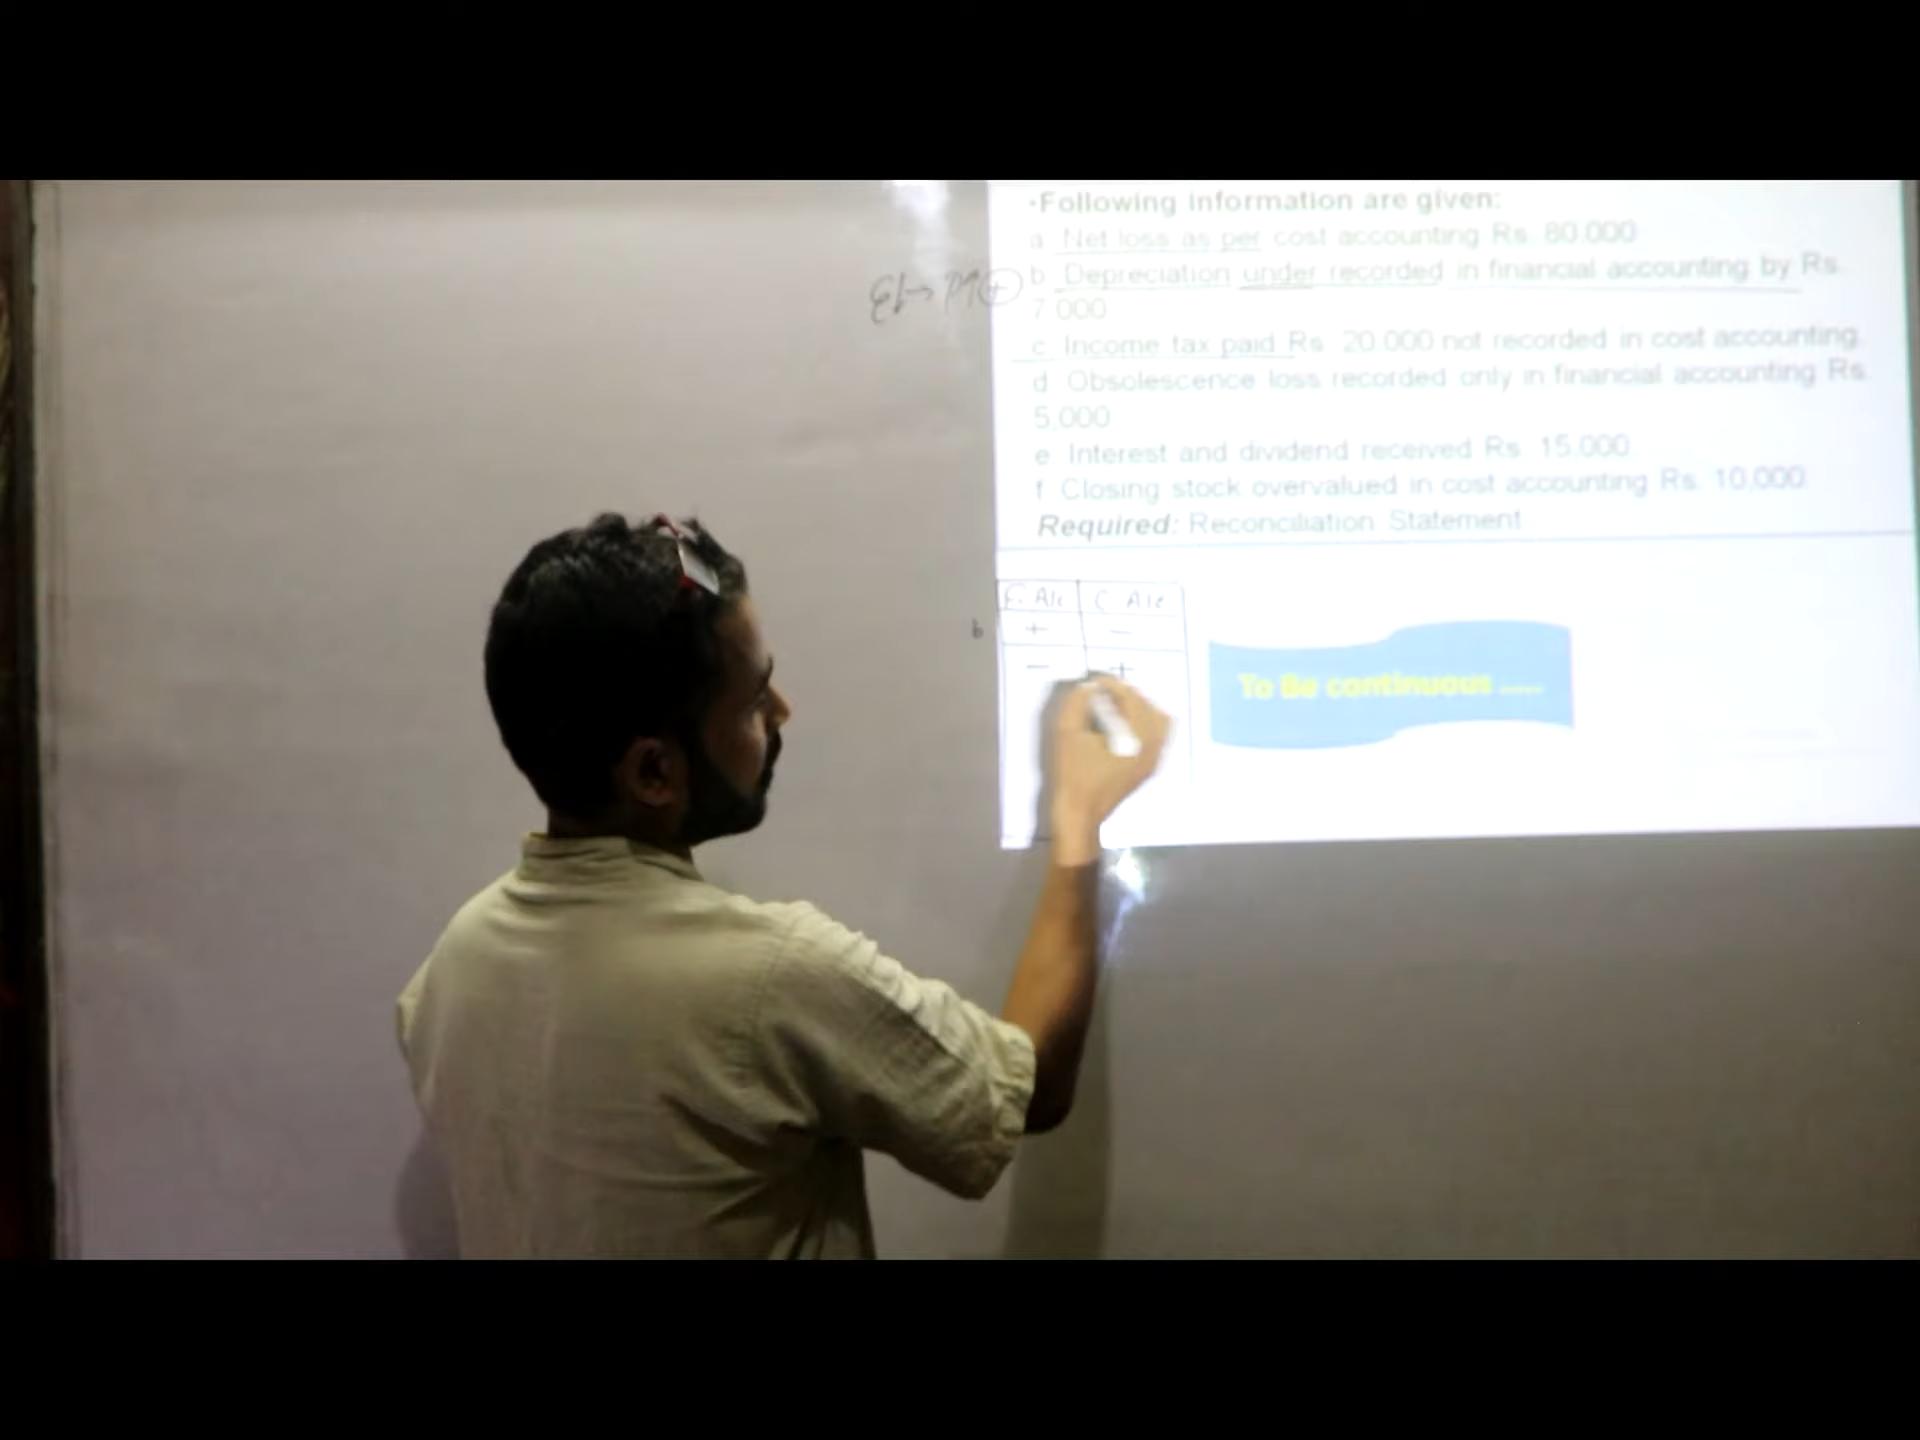 •Following information are given:
a. Net loss as per cost accounting Rs. 80,000
b. Depreciation under recorded in financial accounting by Rs.
7,000
c. Income tax paid Rs. 20,000 not recorded in cost accounting.
d. Obsolescence loss recorded only in financial accounting Rs.
5,000
e. Interest and dividend received Rs. 15,000.
f. Closing stock overvalued in cost accounting Rs. 10,000.
Required: Reconciliation Statement
E↓→ P↑ +
F. A/c C A/c
b + −
− +
To Be continuous .....